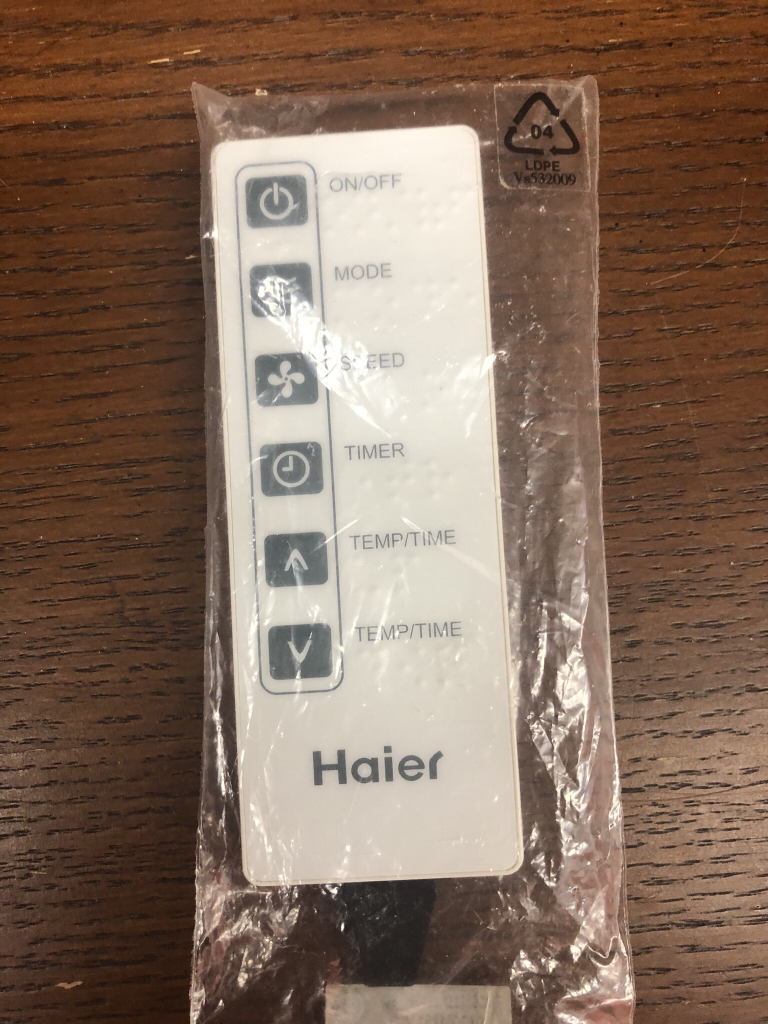 04
LDPE
Vs532009
ON/OFF
MODE
SPEED
TIMER
TEMP/TIME
TEMP/TIME
Haier